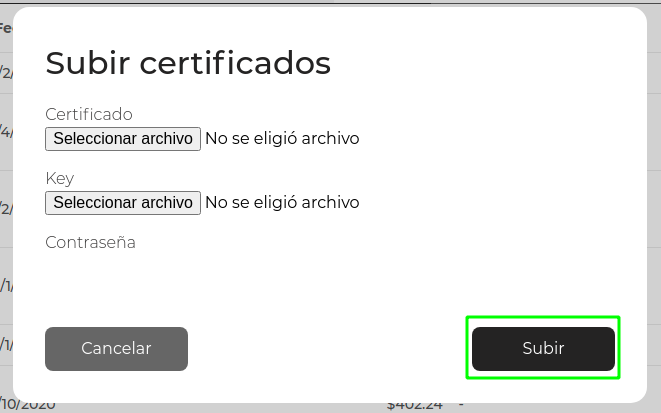 Fe
/2/
Subir certificados
Certificado
/4/
Seleccionar archivo No se eligió archivo
Key
/2/
Seleccionar archivo No se eligió archivo
Contraseña
/1/
/1/
Cancelar
Subir
/10/2020 $402.24 -